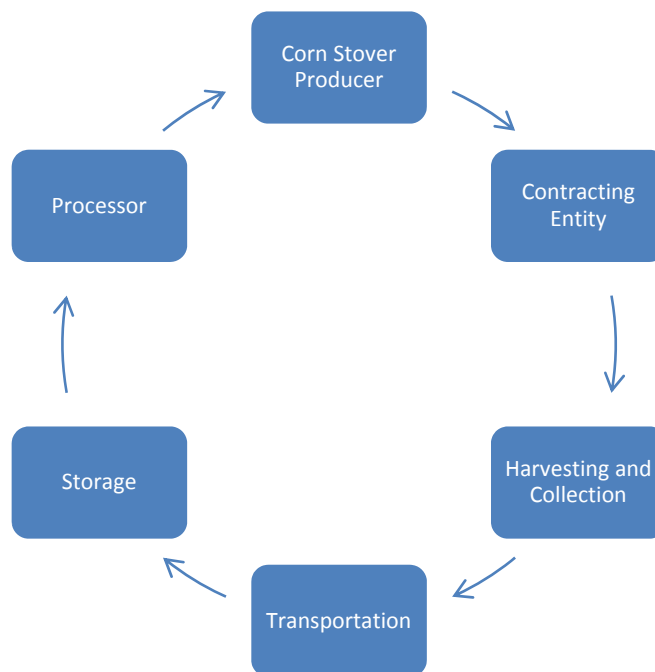 Corn Stover
Producer
Contracting
Entity
Harvesting and
Collection
Transportation
Storage
Processor